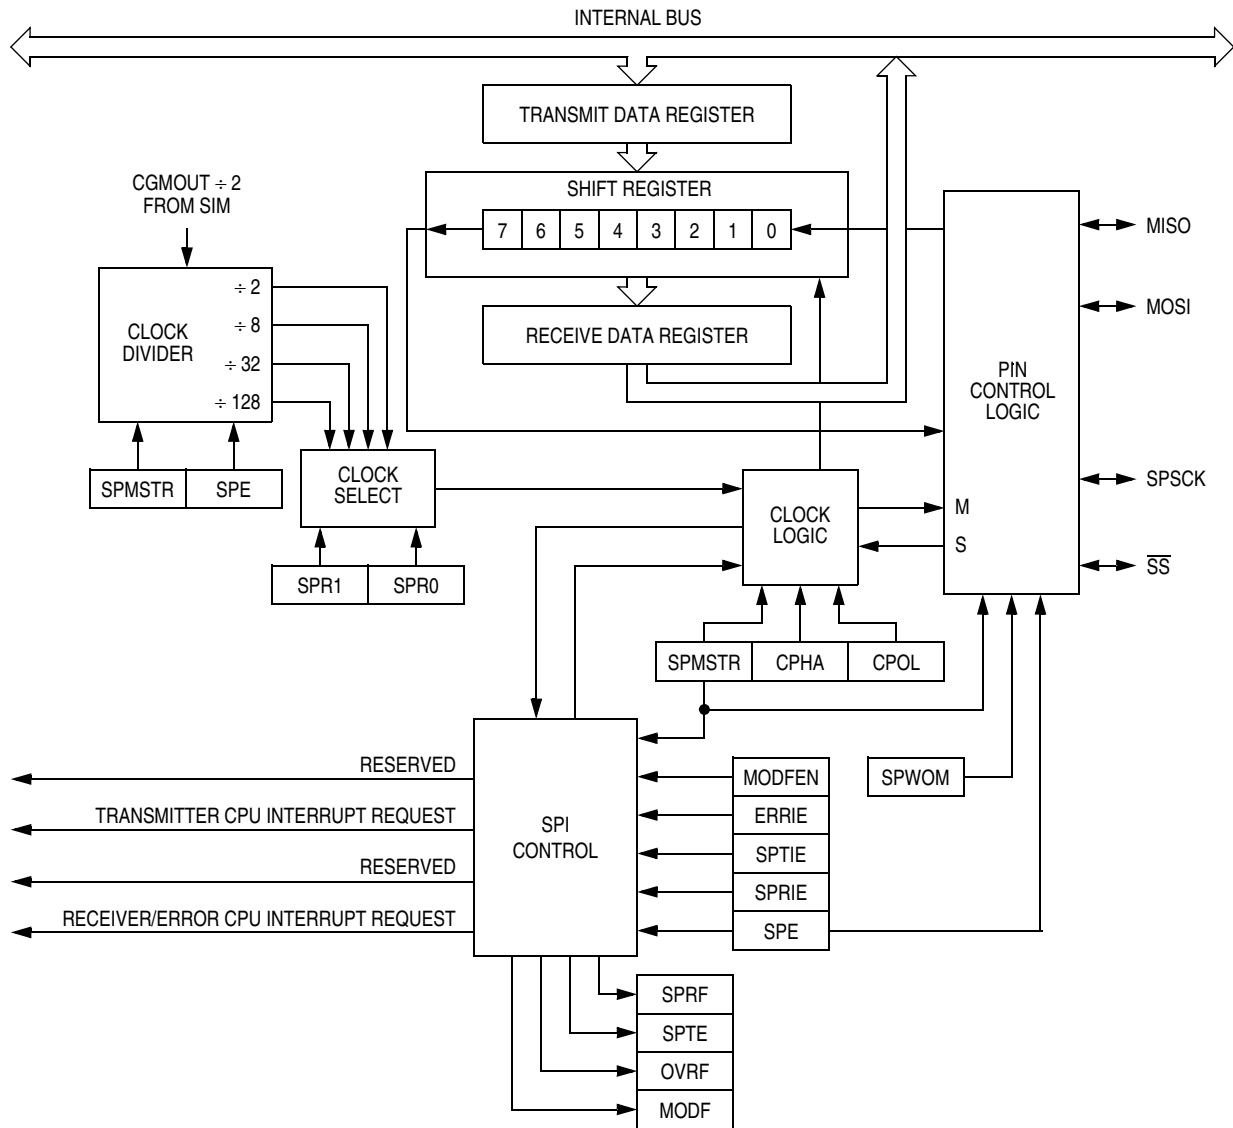 INTERNAL BUS
TRANSMIT DATA REGISTER
CGMOUT ÷ 2
FROM SIM
SHIFT REGISTER
7 6 5 4 3 2 1 0
MISO
÷ 2
÷ 8
÷ 32
÷ 128
CLOCK
DIVIDER
RECEIVE DATA REGISTER
MOSI
PIN
CONTROL
LOGIC
SPMSTR SPE
CLOCK
SELECT
SPSCK
CLOCK
LOGIC
M
S
SS
SPR1 SPR0
SPMSTR CPHA CPOL
RESERVED
TRANSMITTER CPU INTERRUPT REQUEST
RESERVED
RECEIVER/ERROR CPU INTERRUPT REQUEST
SPI
CONTROL
MODFEN
ERRIE
SPTIE
SPRIE
SPE
SPWOM
SPRF
SPTE
OVRF
MODF